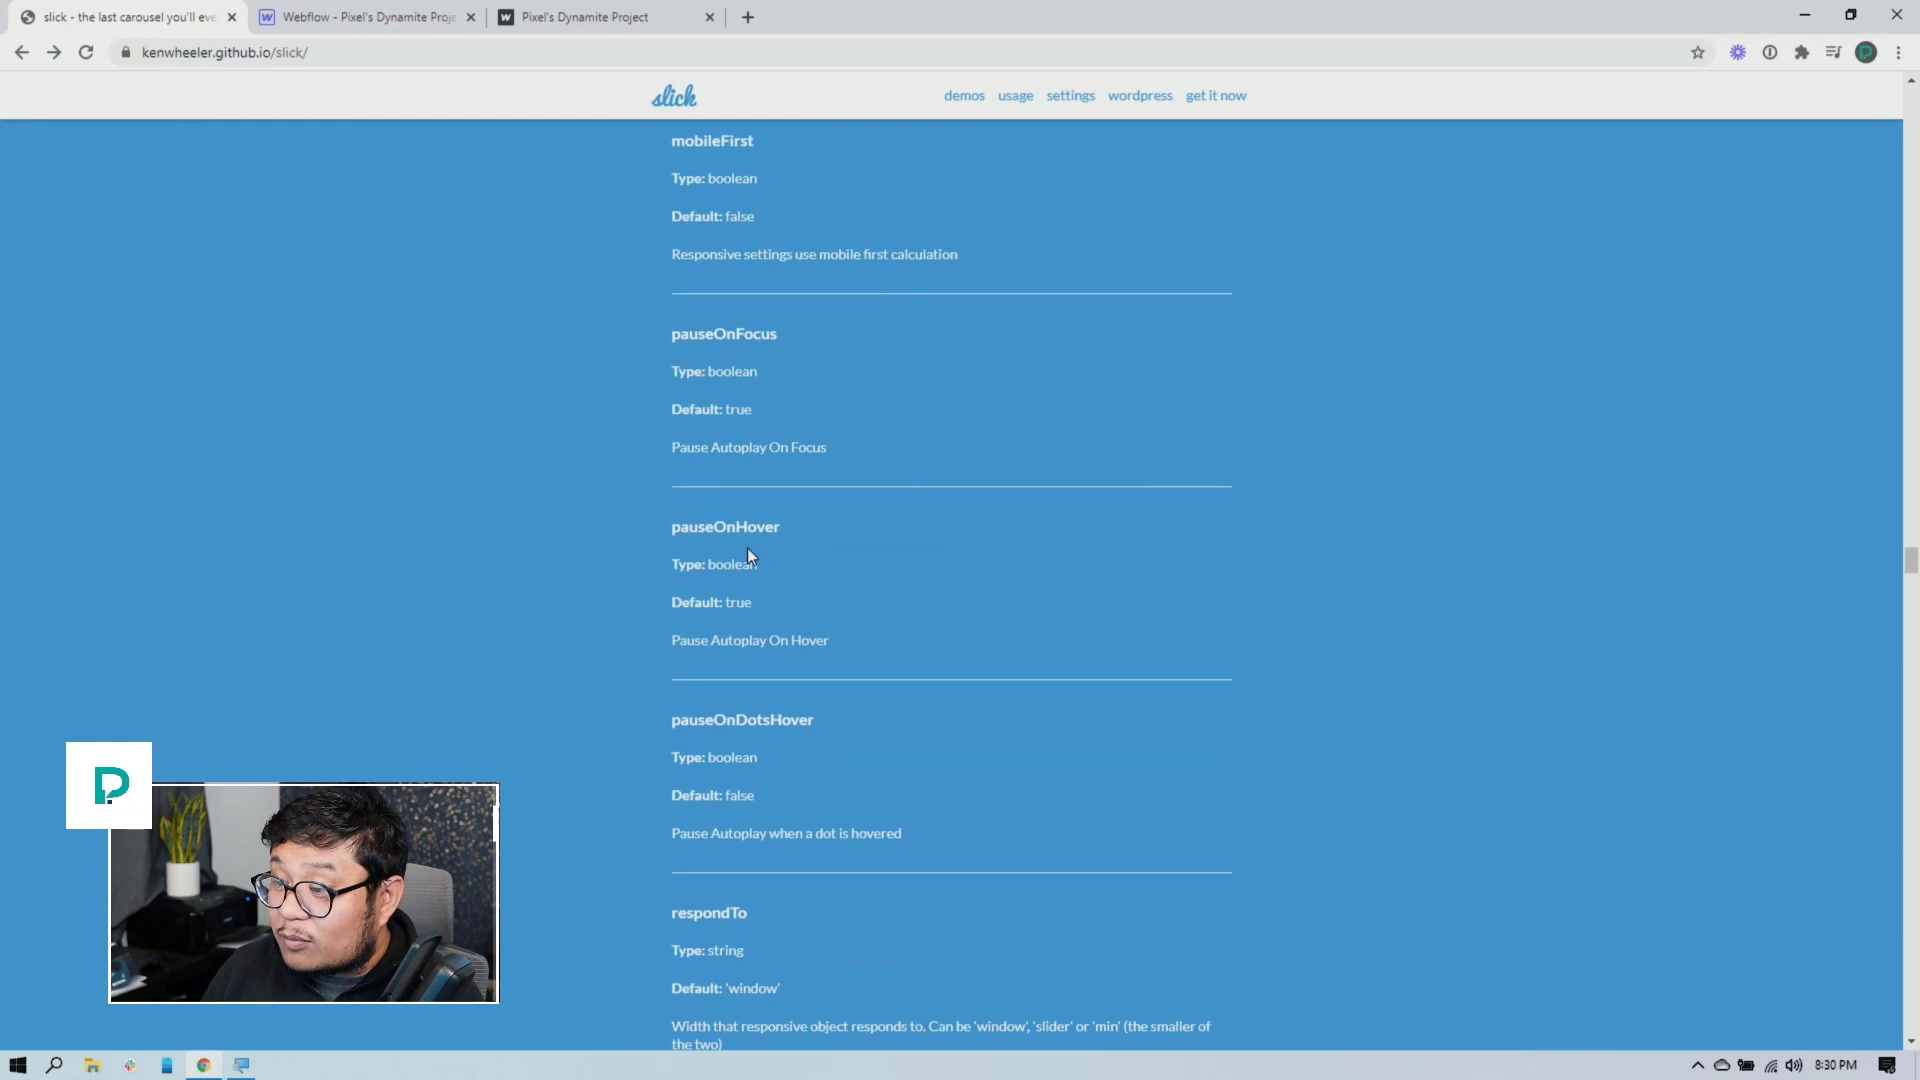 slick - the last carousel you'll eve
Webflow - Pixel's Dynamite Proje
Pixel's Dynamite Project
kenwheeler.github.io/slick/
slick
demos
usage
settings
wordpress
get it now
mobileFirst
Type: boolean
Default: false
Responsive settings use mobile first calculation
pauseOnFocus
Type: boolean
Default: true
Pause Autoplay On Focus
pauseOnHover
Type: boolean
Default: true
Pause Autoplay On Hover
pauseOnDotsHover
Type: boolean
Default: false
Pause Autoplay when a dot is hovered
respondTo
Type: string
Default: 'window'
Width that responsive object responds to. Can be 'window', 'slider' or 'min' (the smaller of
the two)
8:30 PM